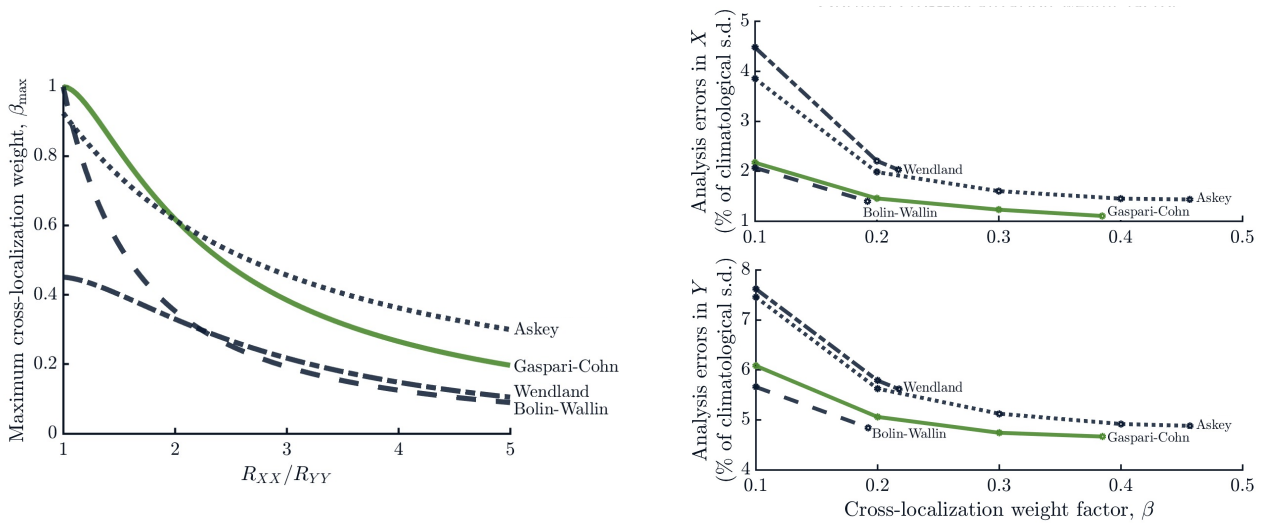 Maximum cross-localization weight, βmax
1
0.8
0.6
0.4
0.2
0
1
2
3
4
5
R_XX/R_YY
Askey
Gaspari-Cohn
Wendland
Bolin-Wallin
Analysis errors in X
(% of climatological s.d.)
5
4
3
2
1
0.1
0.2
0.3
0.4
0.5
Wendland
Askey
Bolin-Wallin
Gaspari-Cohn
Analysis errors in Y
(% of climatological s.d.)
8
7
6
5
4
0.1
0.2
0.3
0.4
0.5
Wendland
Askey
Bolin-Wallin
Gaspari-Cohn
Cross-localization weight factor, β